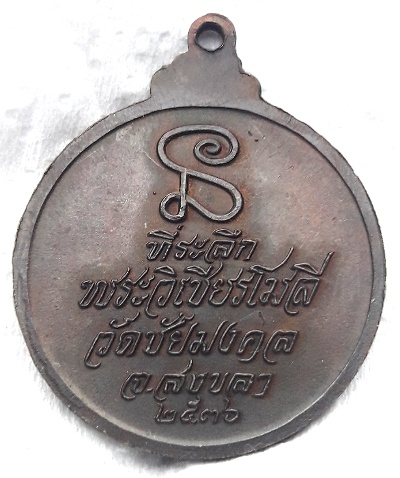 ที่ระลึก
พระวิเชียรโมลี
วัดชัยมงคล
จ.สงขลา
๒๕๓๖